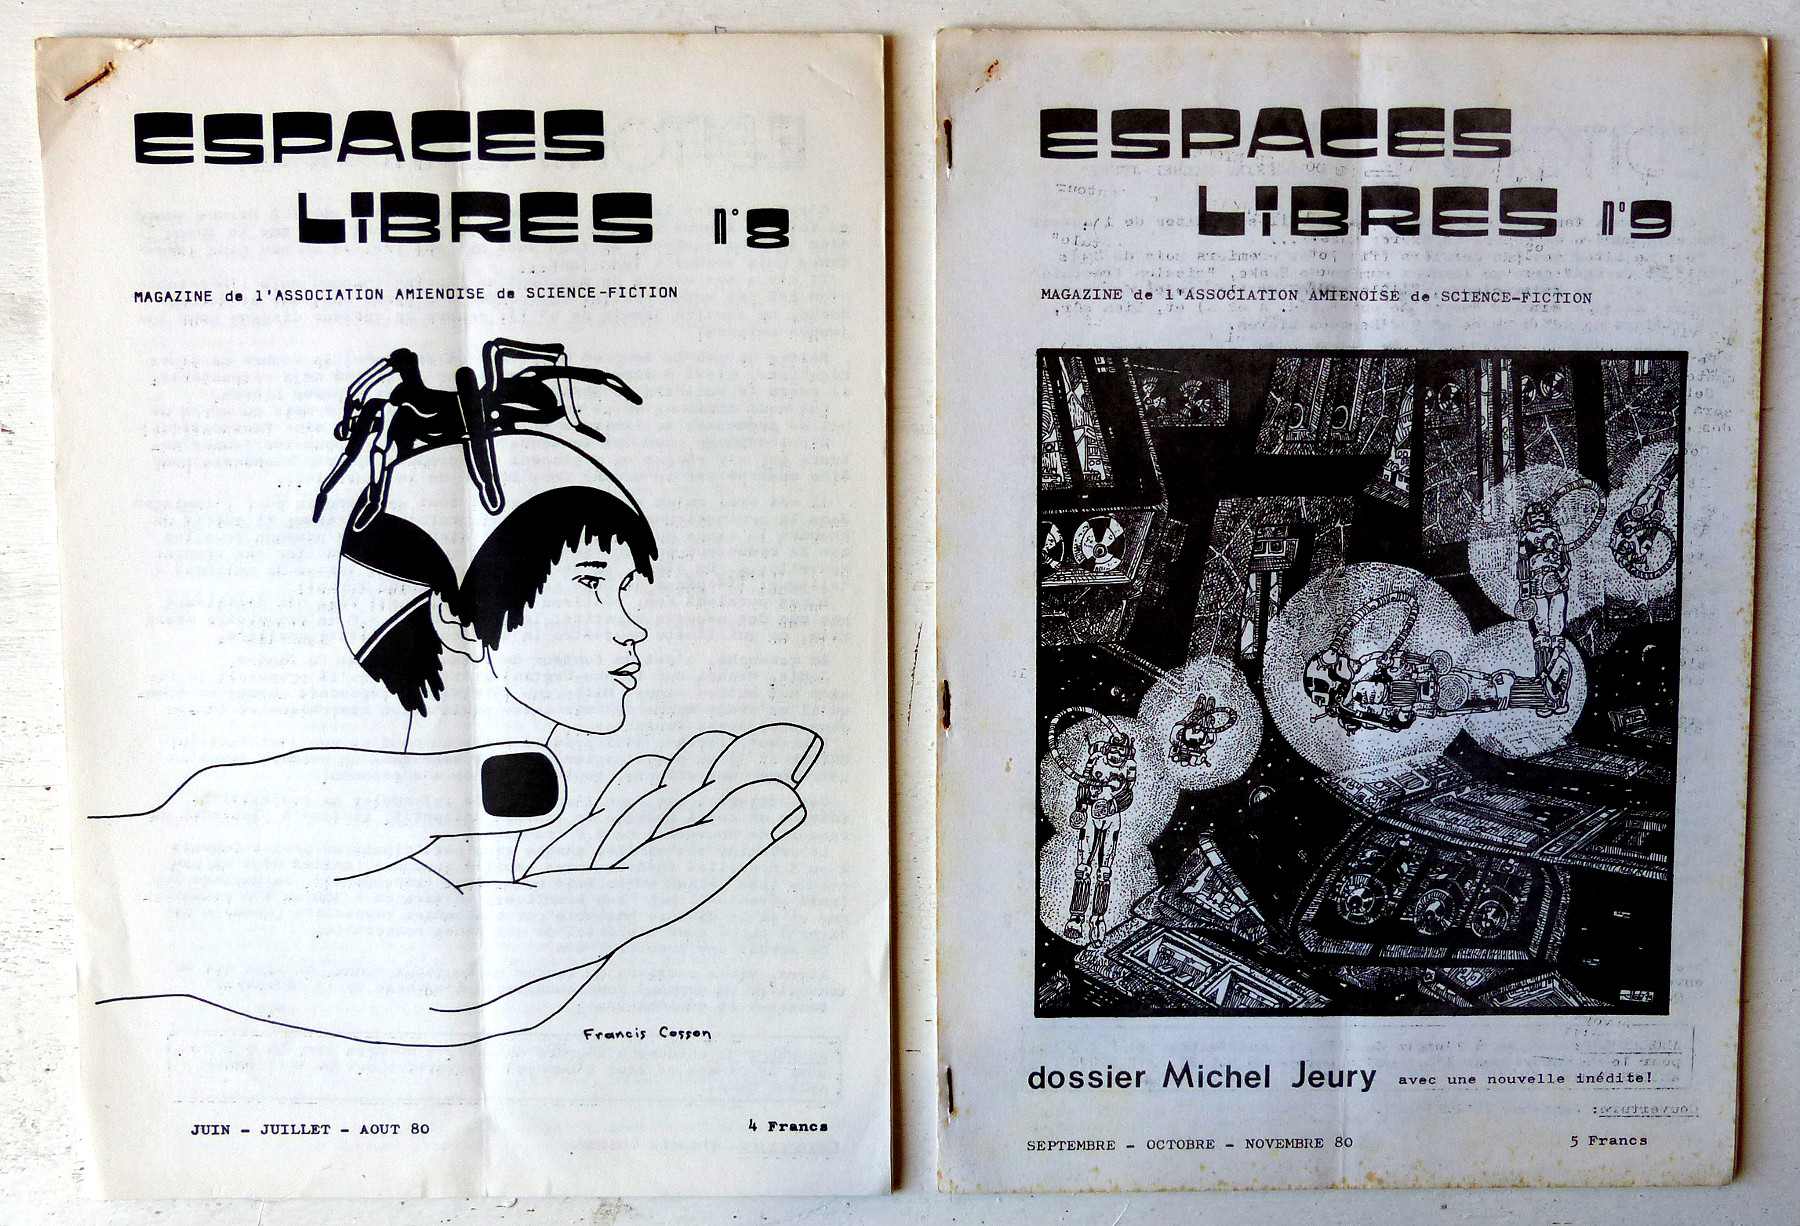 ESPACES
LIBRES N°8
MAGAZINE de l'ASSOCIATION AMIENOISE de SCIENCE-FICTION
Francis Cosson
JUIN - JUILLET - AOUT 80
4 Francs
ESPACES
LIBRES N°9
MAGAZINE de l'ASSOCIATION AMIENOISE de SCIENCE-FICTION
dossier Michel Jeury avec une nouvelle inédite!
SEPTEMBRE - OCTOBRE - NOVEMBRE 80
5 Francs